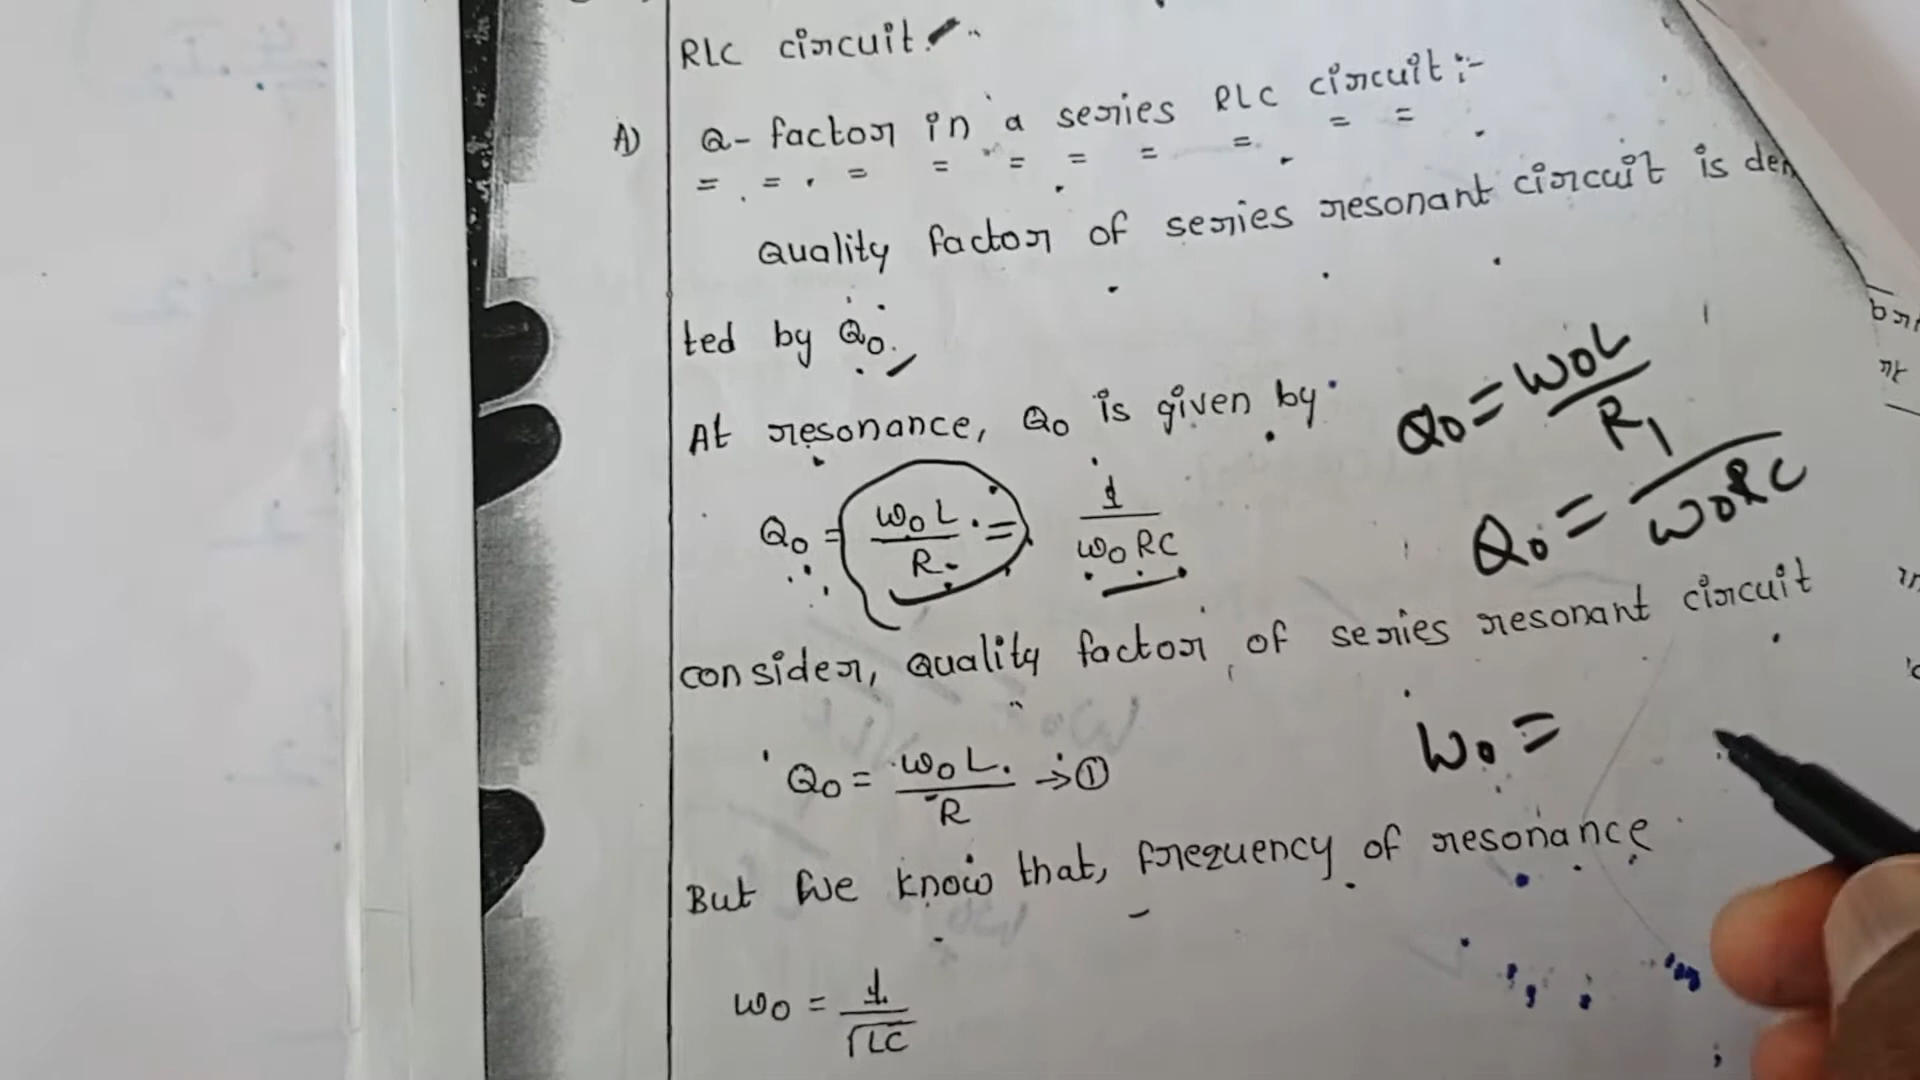 RLC circuit.
A) Q-factor in a series RLC circuit:-
Quality factor of series resonant circuit is den
ted by Q₀.
At resonance, Q₀ is given by
Q₀ = ω₀L / R = 1 / ω₀RC
Q₀ = ω₀L / R
Q₀ = 1 / ω₀RC
consider, Quality factor of series resonant circuit
Q₀ = ω₀L / R → ①
ω₀ =
But we know that, frequency of resonance
ω₀ = 1 / √LC